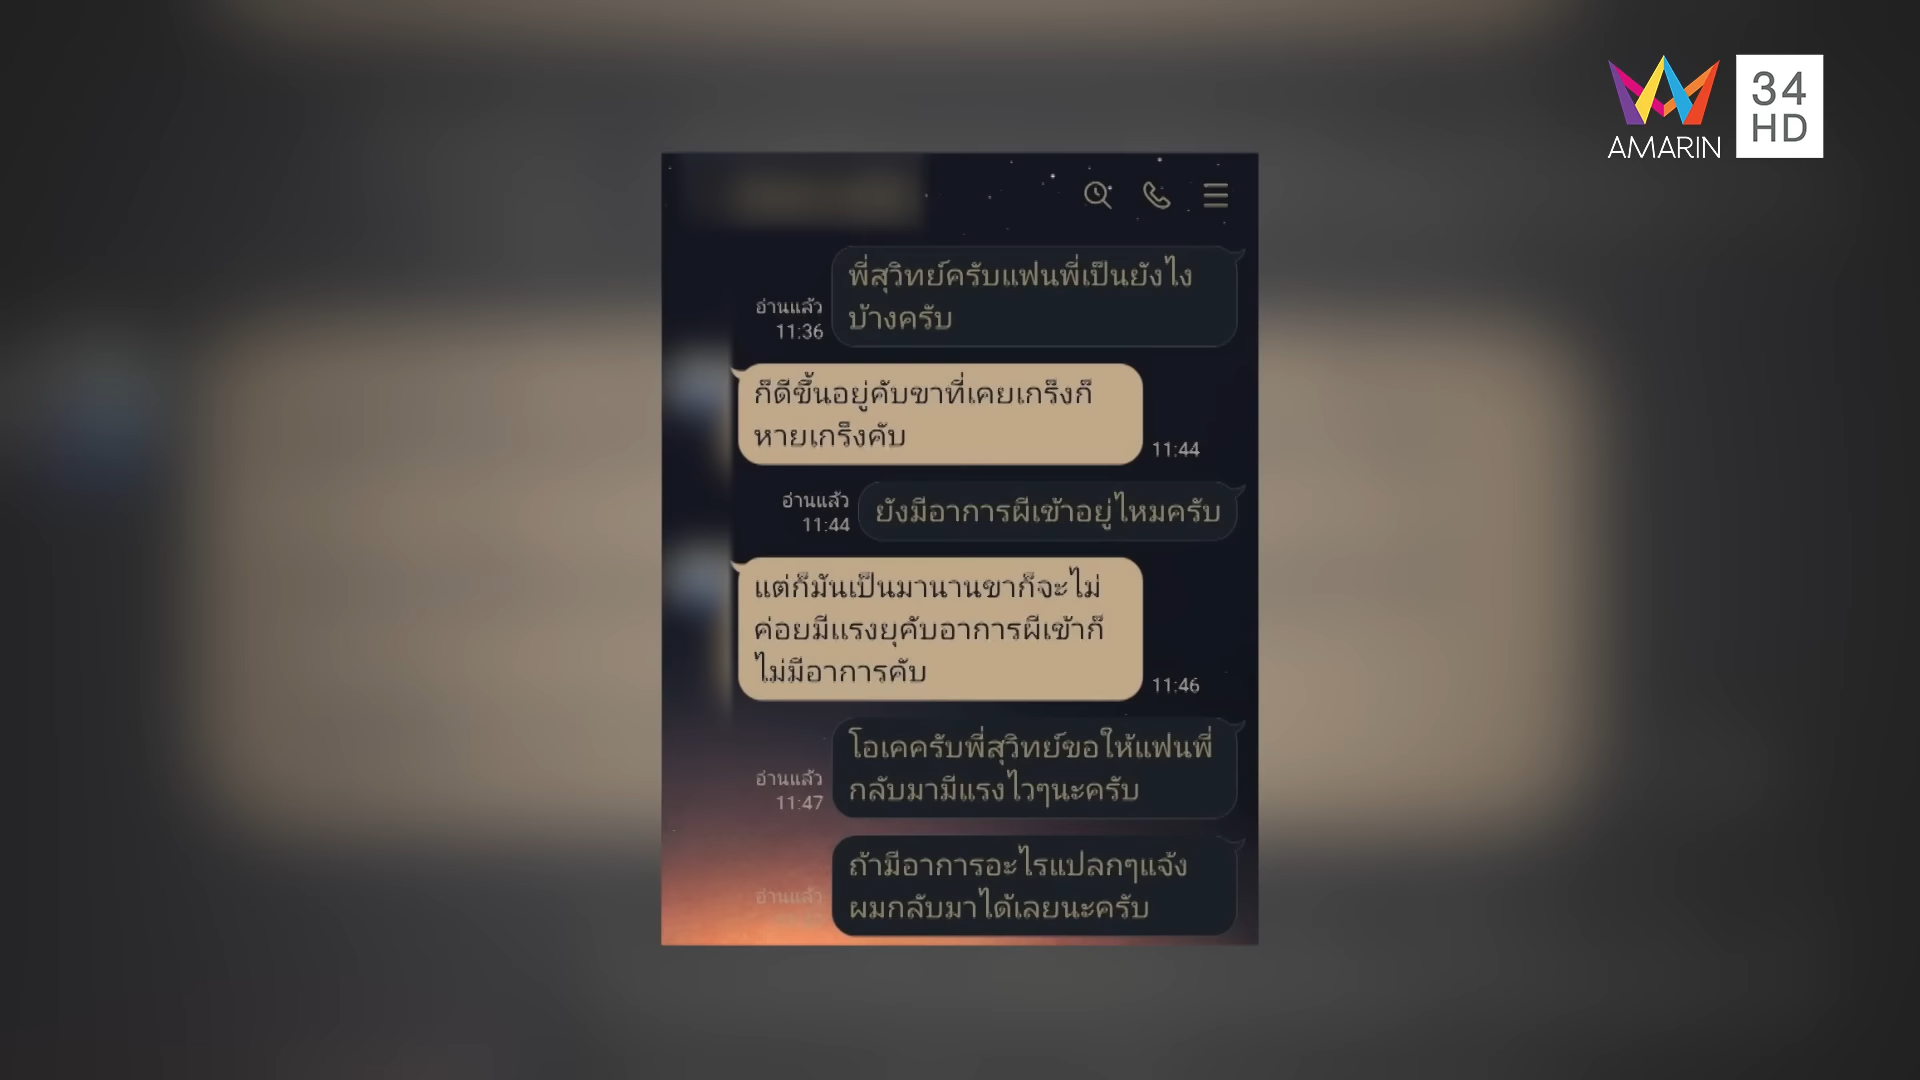 AMARIN
34
HD
พี่สุวิทย์ครับแฟนพี่เป็นยังไง
บ้างครับ
อ่านแล้ว
11:36
ก็ดีขึ้นอยู่คับขาที่เคยเกร็งก็
หายเกร็งคับ
11:44
อ่านแล้ว
11:44
ยังมีอาการผีเข้าอยู่ไหมครับ
แต่ก็มันเป็นมานานขาก็จะไม่
ค่อยมีแรงยุคับอาการผีเข้าก็
ไม่มีอาการคับ
11:46
โอเคครับพี่สุวิทย์ขอให้แฟนพี่
กลับมามีแรงไวๆนะครับ
อ่านแล้ว
11:47
ถ้ามีอาการอะไรแปลกๆแจ้ง
ผมกลับมาได้เลยนะครับ
อ่านแล้ว